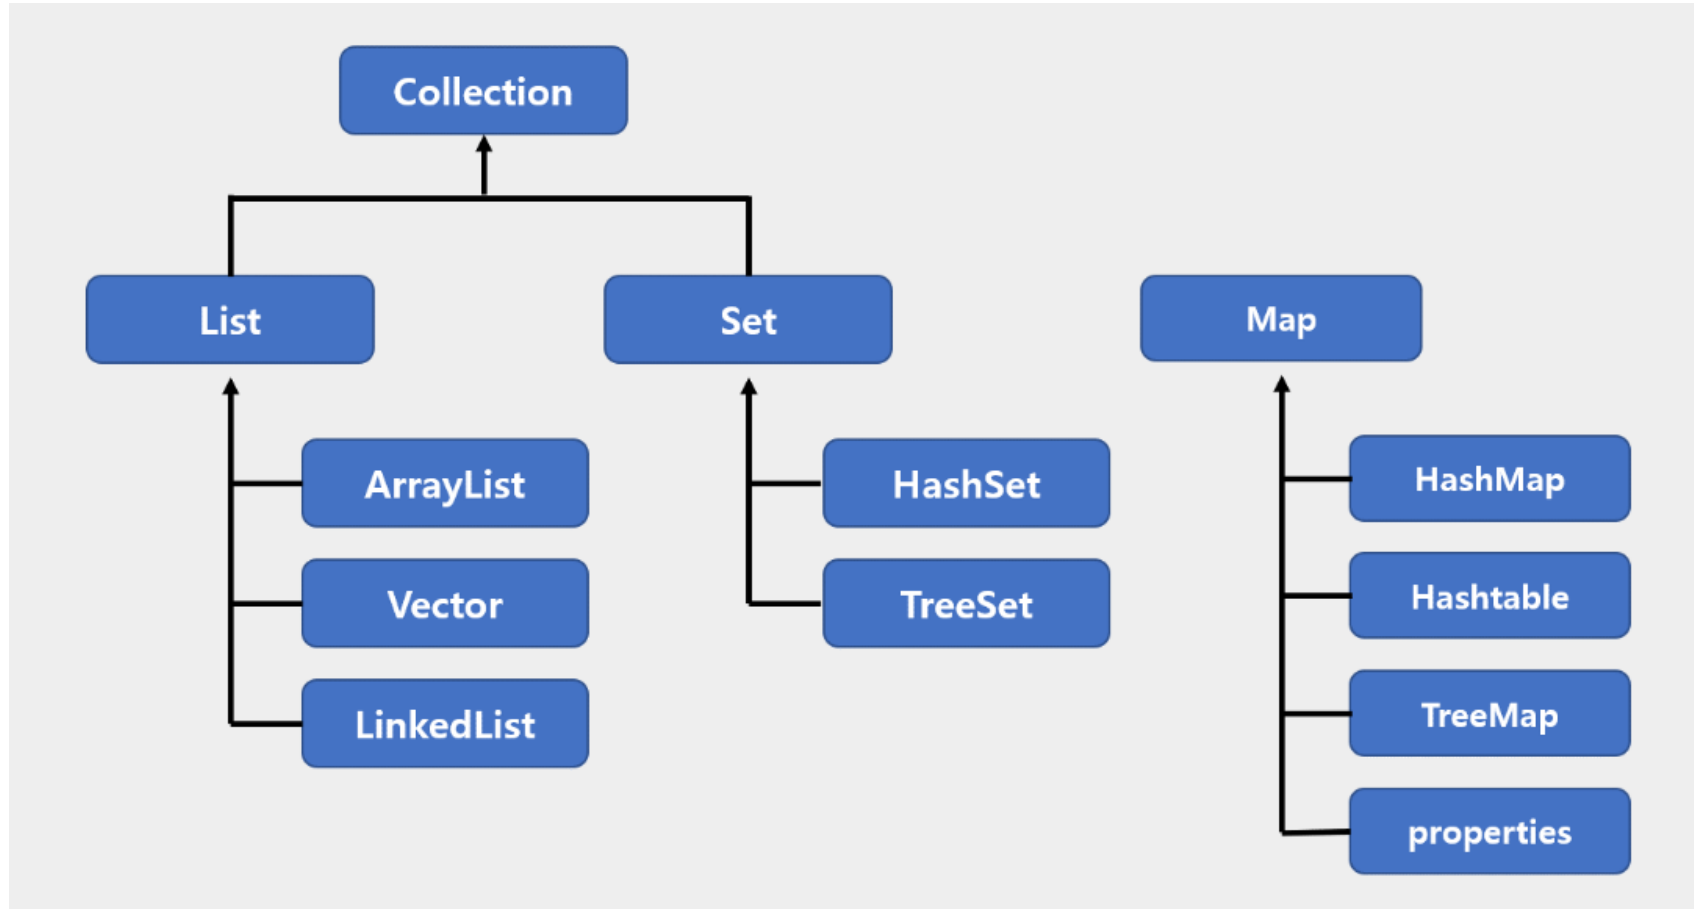 Collection
List
Set
Map
ArrayList
HashSet
HashMap
Vector
TreeSet
Hashtable
LinkedList
TreeMap
properties